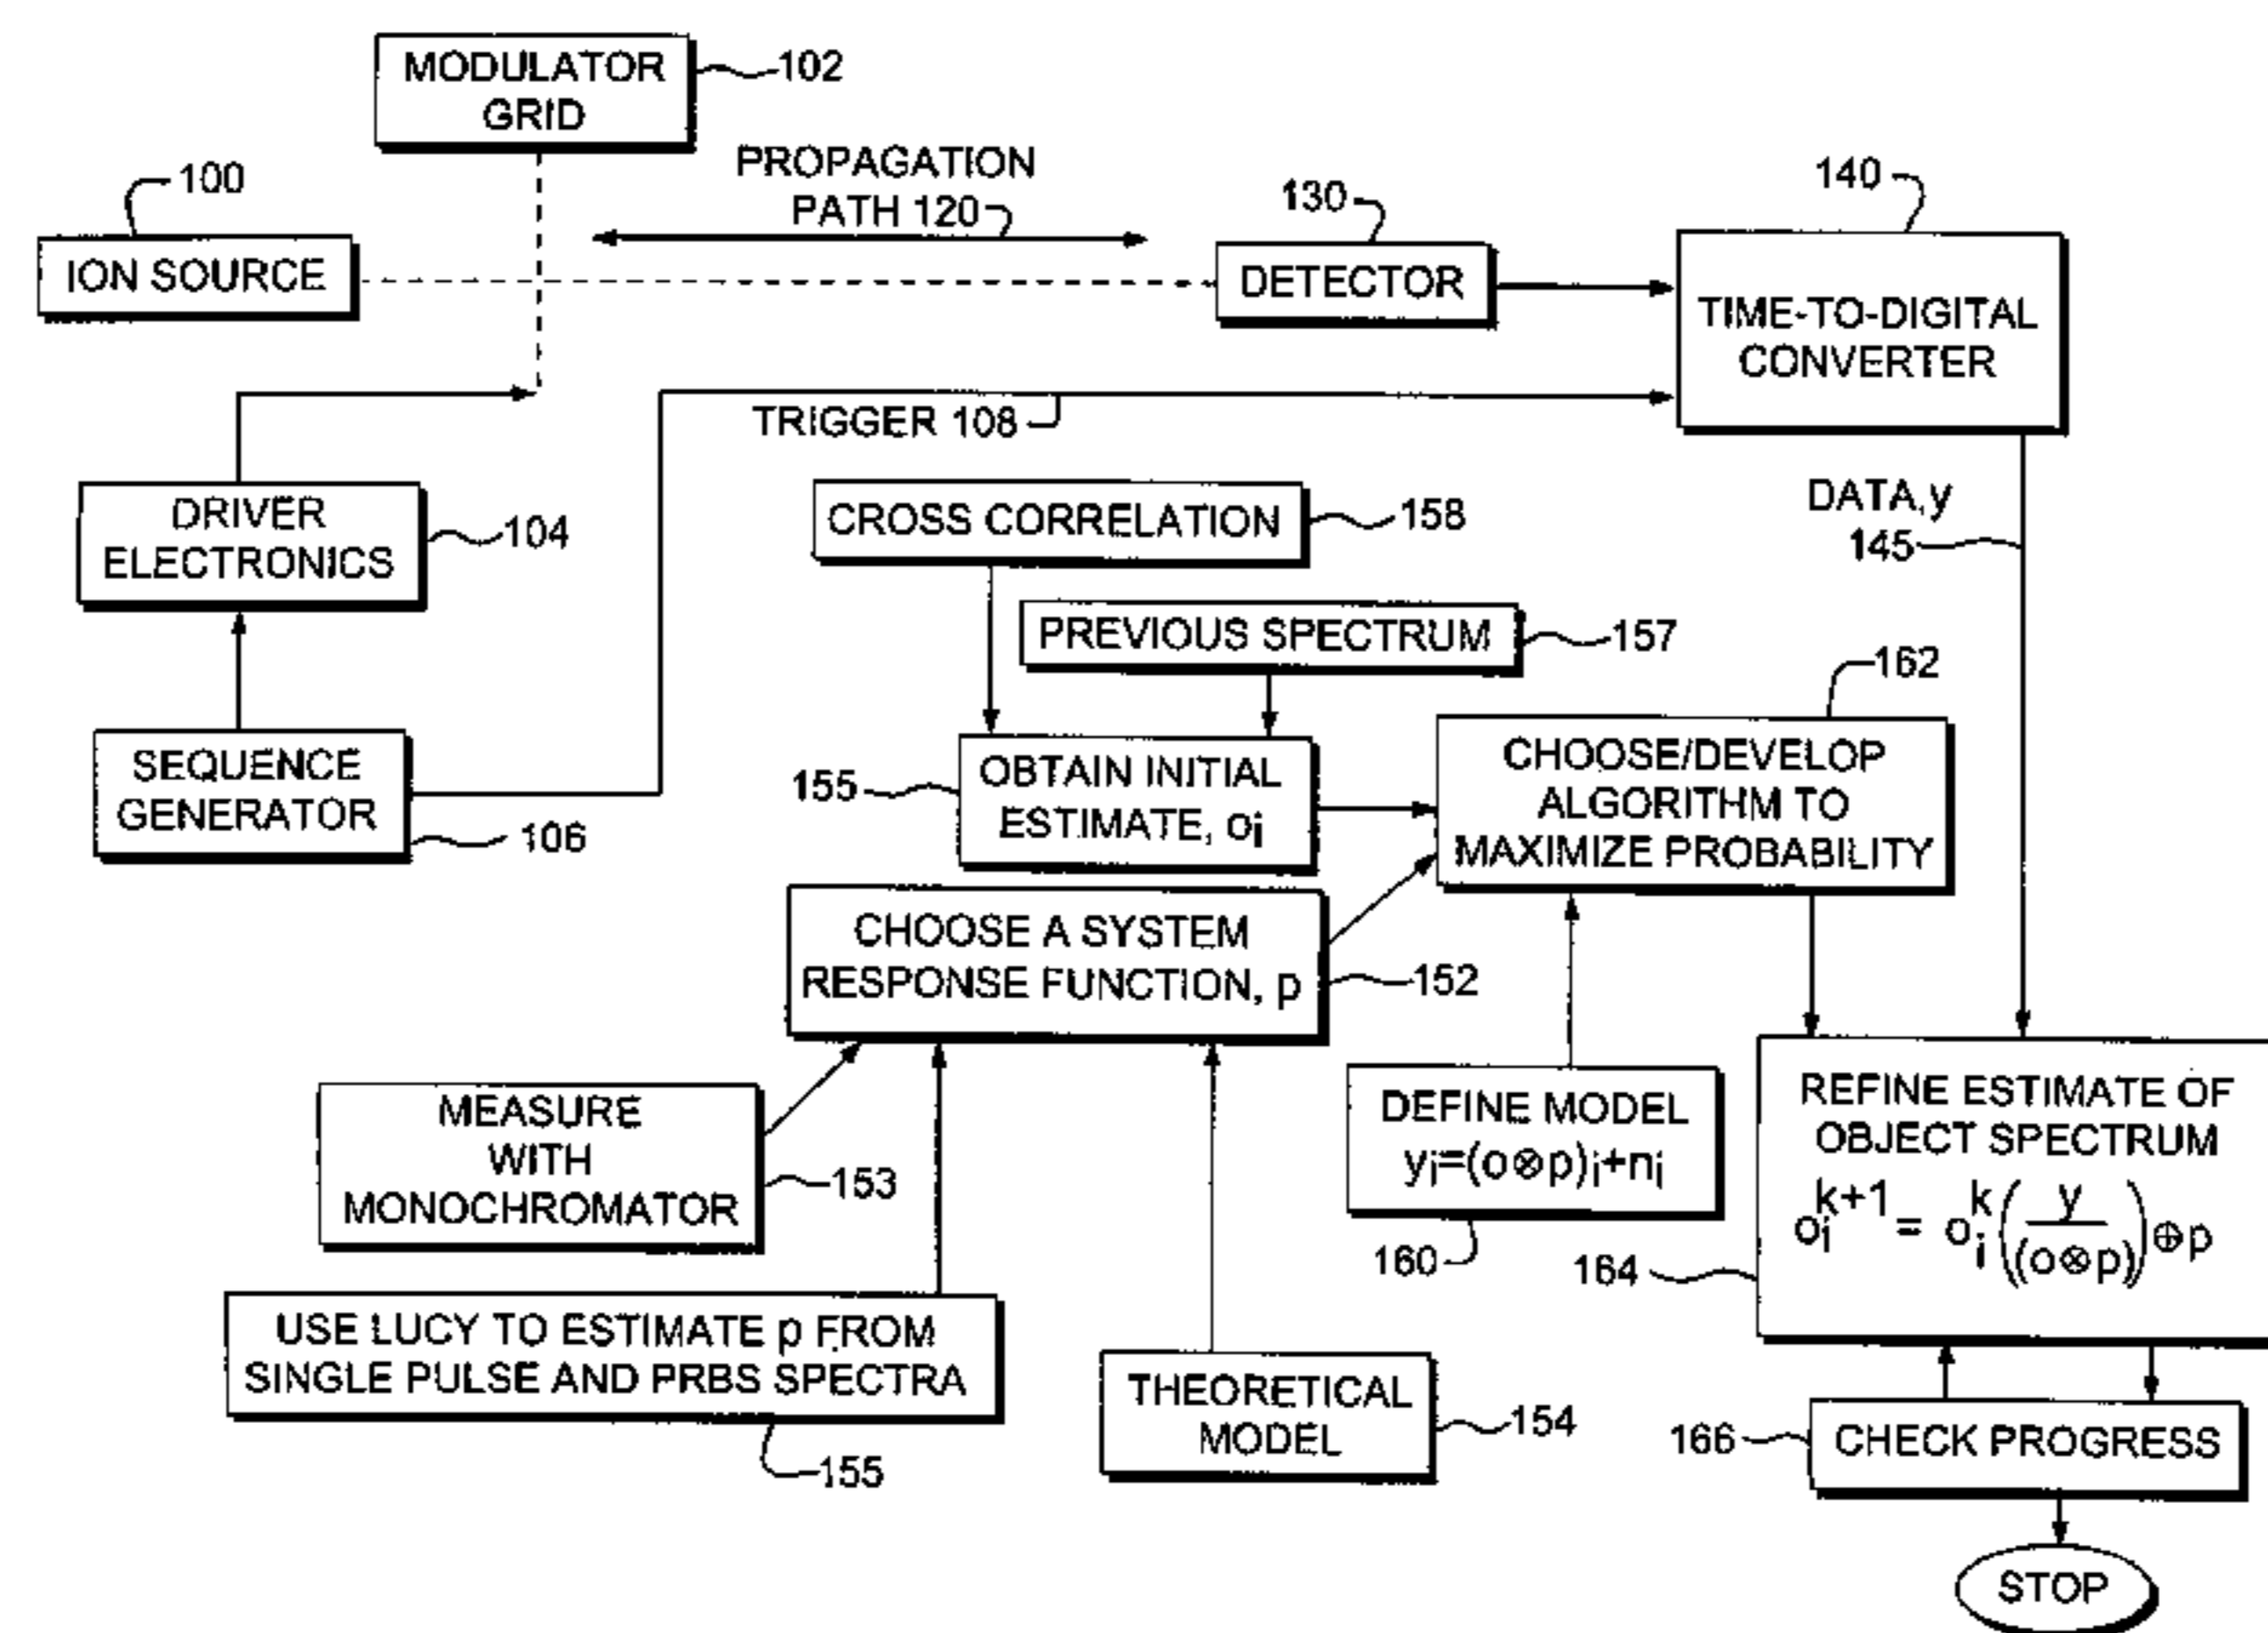 MODULATOR
GRID
102
100
ION SOURCE
PROPAGATION
PATH 120
130
DETECTOR
140
TIME-TO-DIGITAL
CONVERTER
TRIGGER 108
DRIVER
ELECTRONICS
104
CROSS CORRELATION
158
DATA,y
145
PREVIOUS SPECTRUM
157
SEQUENCE
GENERATOR
106
155
OBTAIN INITIAL
ESTIMATE, oi
162
CHOOSE/DEVELOP
ALGORITHM TO
MAXIMIZE PROBABILITY
CHOOSE A SYSTEM
RESPONSE FUNCTION, p
152
MEASURE
WITH
MONOCHROMATOR
153
DEFINE MODEL
yi=(o⊗p)i+ni
160
REFINE ESTIMATE OF
OBJECT SPECTRUM
oi^k+1 = oi^k(y/((o⊗p))⊕p
164
USE LUCY TO ESTIMATE p FROM
SINGLE PULSE AND PRBS SPECTRA
155
THEORETICAL
MODEL
154
166
CHECK PROGRESS
STOP